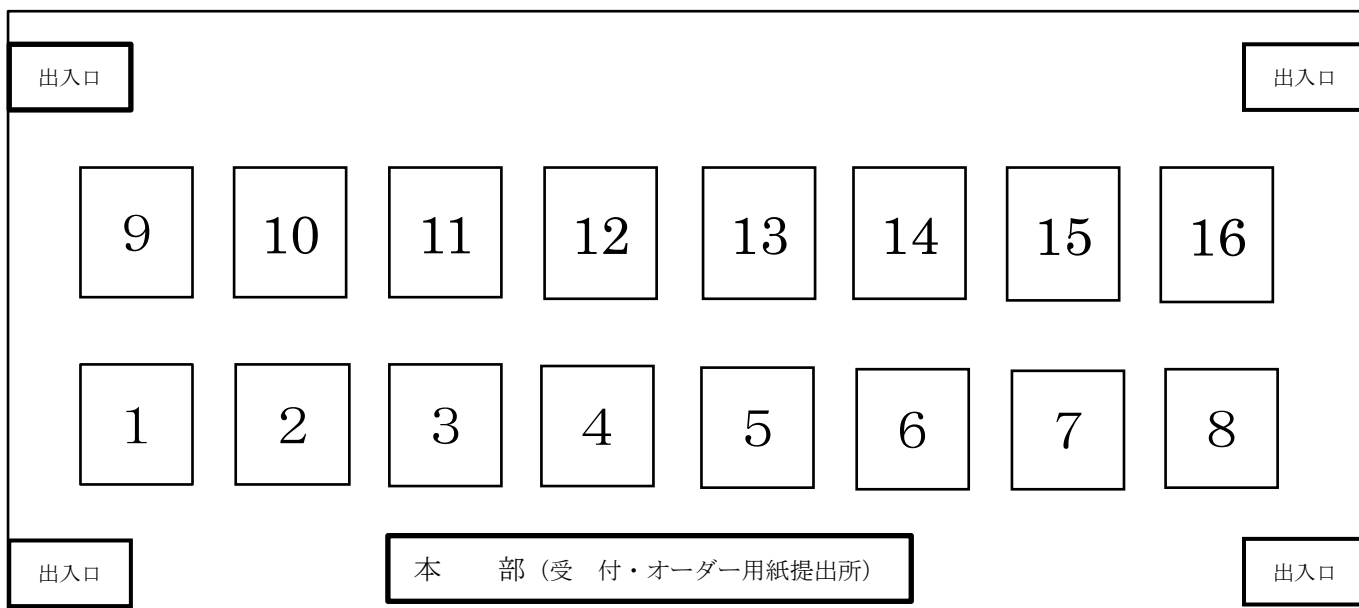 出入口 出入口
9 10 11 12 13 14 15 16
1 2 3 4 5 6 7 8
出入口 本　　部（受　付・オーダー用紙提出所） 出入口